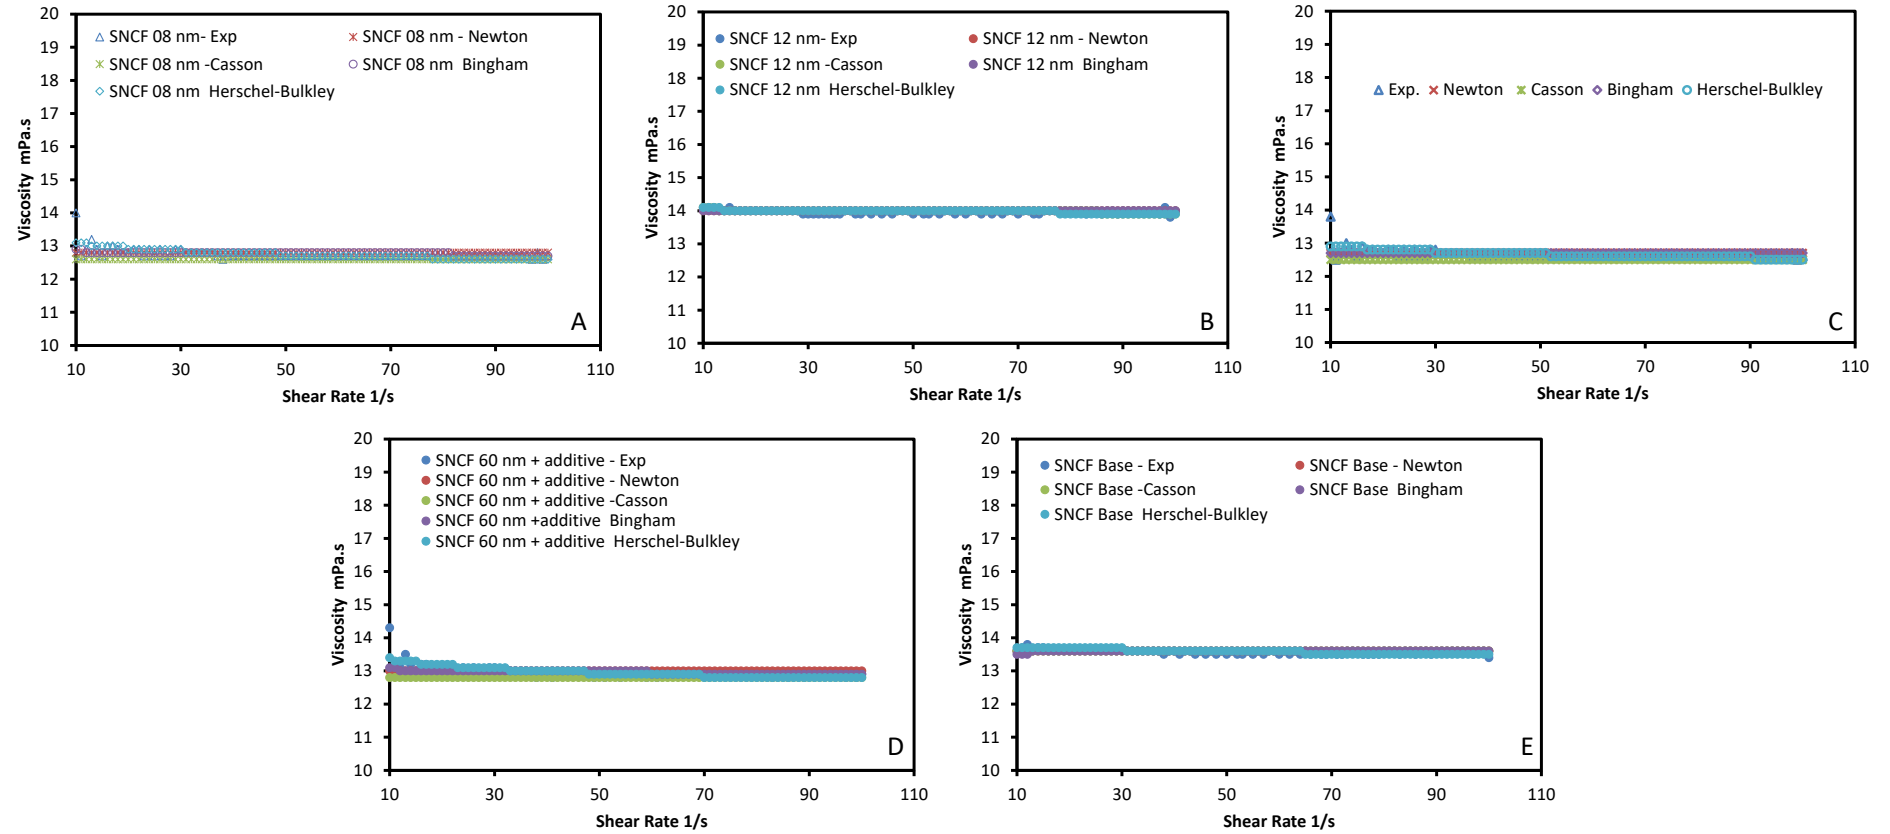 SNCF 08 nm- Exp
SNCF 08 nm - Newton
SNCF 08 nm -Casson
SNCF 08 nm Bingham
SNCF 08 nm Herschel-Bulkley
20
19
18
17
16
15
14
13
12
11
10
Viscosity mPa.s
10 30 50 70 90 110
Shear Rate 1/s
A
SNCF 12 nm- Exp
SNCF 12 nm - Newton
SNCF 12 nm -Casson
SNCF 12 nm Bingham
SNCF 12 nm Herschel-Bulkley
20
19
18
17
16
15
14
13
12
11
10
Viscosity mPa.s
10 30 50 70 90 110
Shear Rate 1/s
B
Exp. Newton Casson Bingham Herschel-Bulkley
20
19
18
17
16
15
14
13
12
11
10
Viscosity mPa.s
10 30 50 70 90 110
Shear Rate 1/s
C
SNCF 60 nm + additive - Exp
SNCF 60 nm + additive - Newton
SNCF 60 nm + additive -Casson
SNCF 60 nm +additive Bingham
SNCF 60 nm + additive Herschel-Bulkley
20
19
18
17
16
15
14
13
12
11
10
Viscosity mPa.s
10 30 50 70 90 110
Shear Rate 1/s
D
SNCF Base - Exp
SNCF Base - Newton
SNCF Base -Casson
SNCF Base Bingham
SNCF Base Herschel-Bulkley
20
19
18
17
16
15
14
13
12
11
10
Viscosity mPa.s
10 30 50 70 90 110
Shear Rate 1/s
E